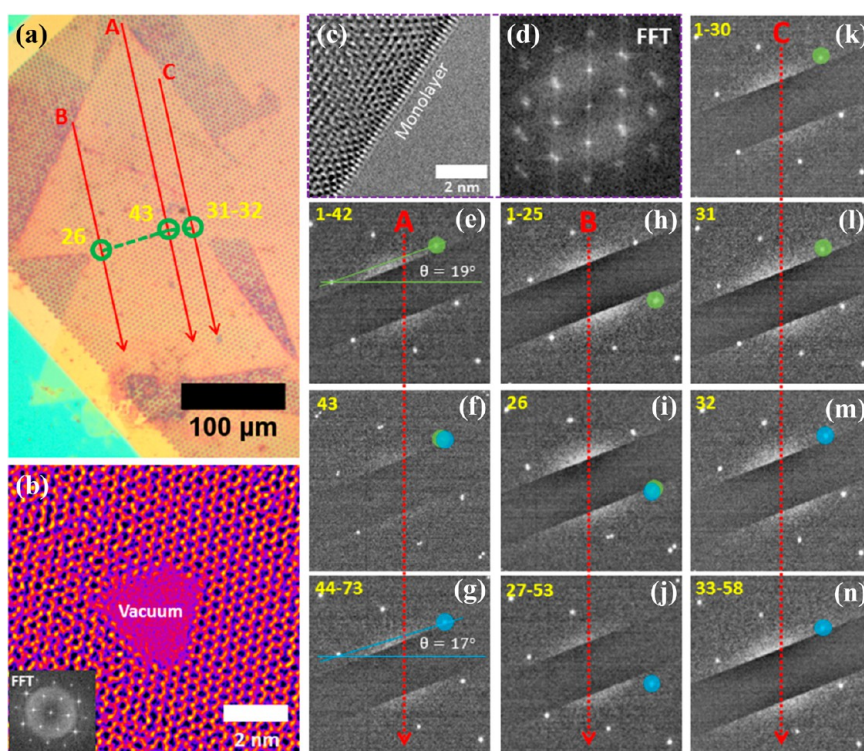 (a)
A
C
B
26
43
31-32
100 µm
(b)
Vacuum
FFT
2 nm
(c)
Monolayer
2 nm
(d)
FFT
1-42
A
(e)
θ = 19°
43
(f)
44-73
(g)
θ = 17°
1-25
B
(h)
26
(i)
27-53
(j)
1-30
C
(k)
31
(l)
32
(m)
33-58
(n)